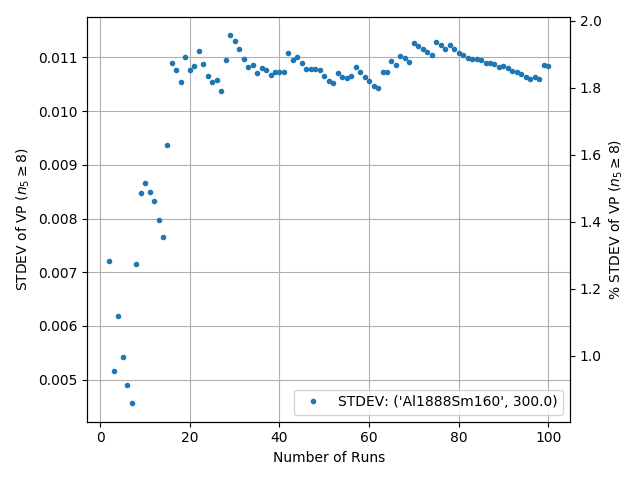 0.011
0.010
0.009
0.008
0.007
0.006
0.005
STDEV of VP (n₅ ≥ 8)
2.0
1.8
1.6
1.4
1.2
1.0
% STDEV of VP (n₅ ≥ 8)
STDEV: ('Al1888Sm160', 300.0)
0 20 40 60 80 100
Number of Runs